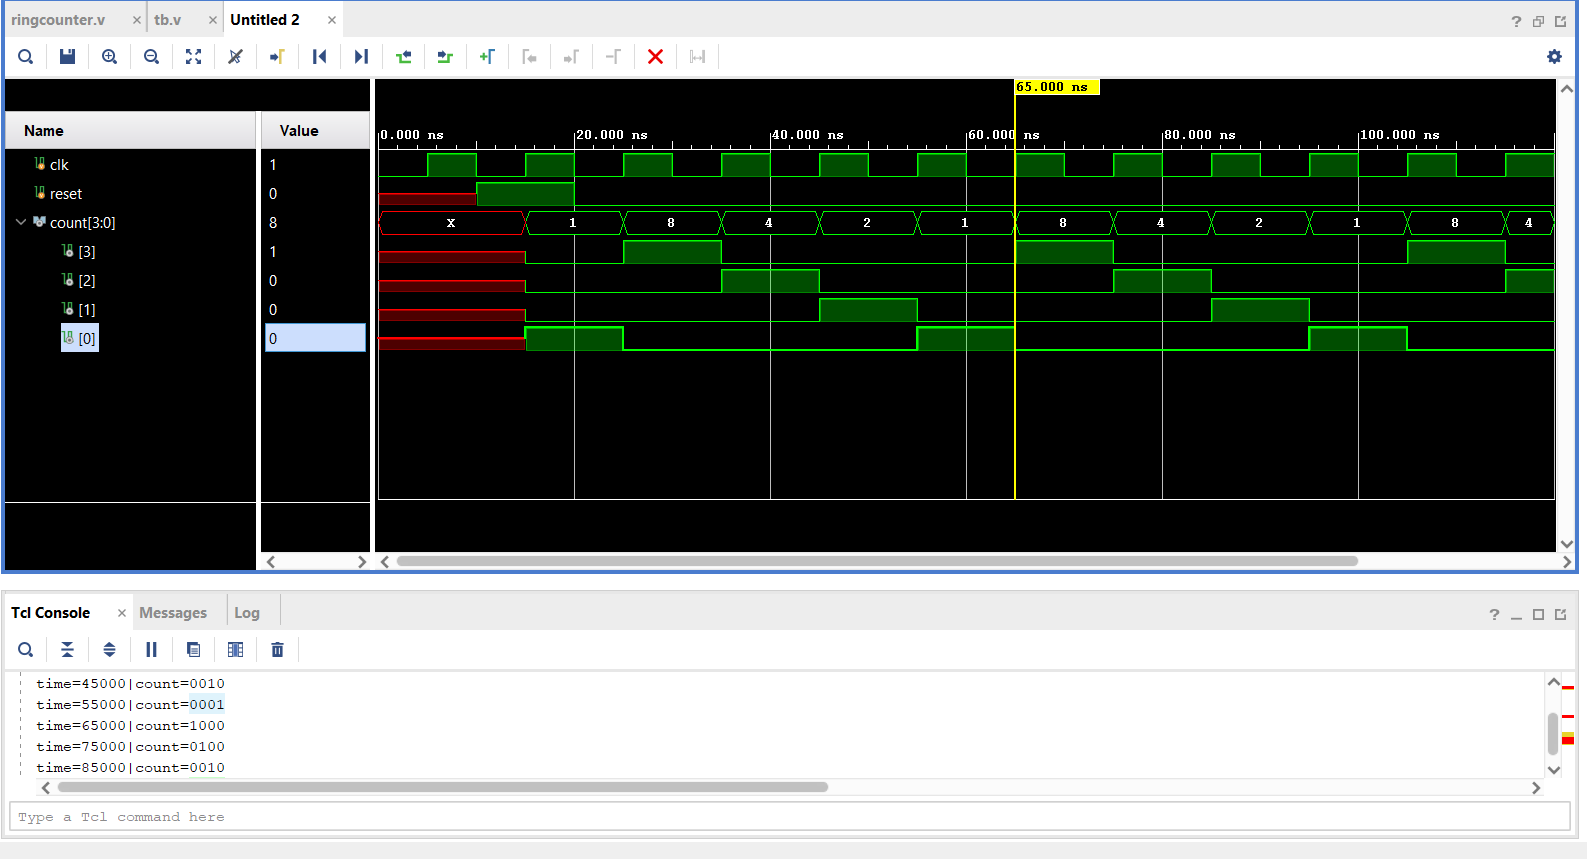 ringcounter.v × tb.v × Untitled 2 ×
?
65.000 ns
Name Value
0.000 ns 20.000 ns 40.000 ns 60.000 ns 80.000 ns 100.000 ns
clk 1
reset 0
count[3:0] 8 X 1 8 4 2 1 8 4 2 1 8 4
[3] 1
[2] 0
[1] 0
[0] 0
Tcl Console × Messages Log
?
time=45000|count=0010
time=55000|count=0001
time=65000|count=1000
time=75000|count=0100
time=85000|count=0010
Type a Tcl command here